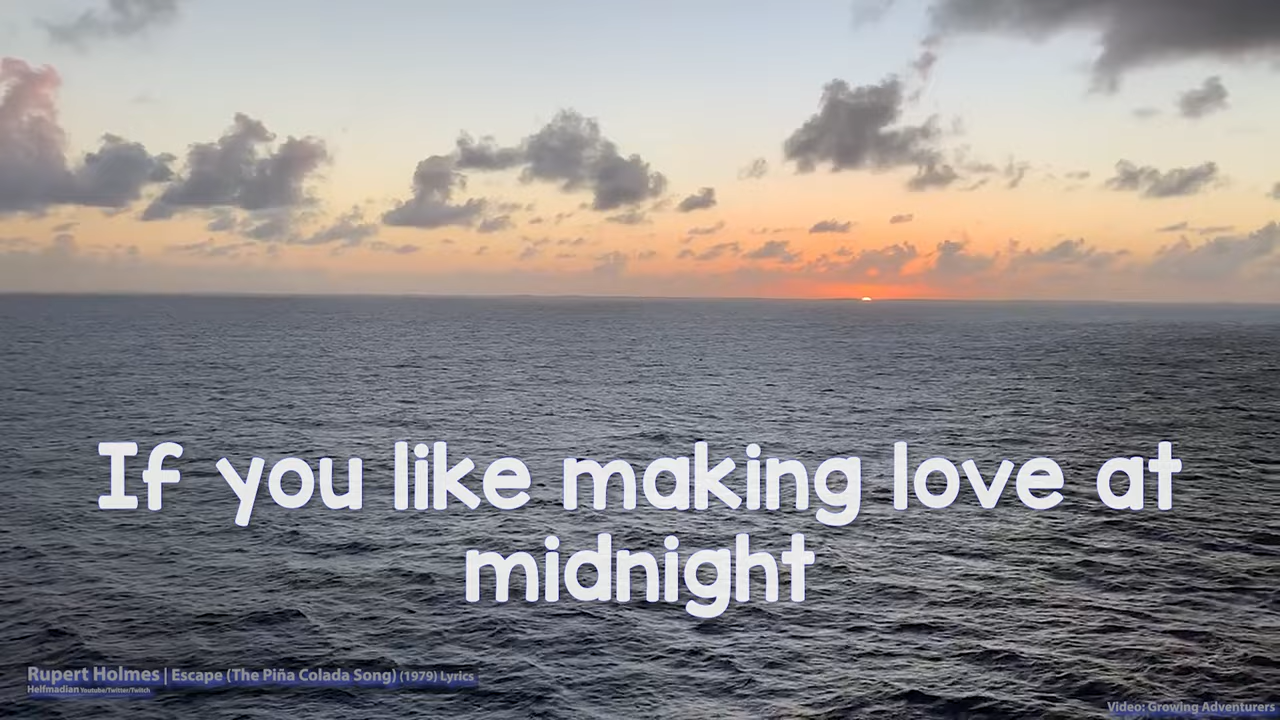 If you like making love at
midnight
Rupert Holmes | Escape (The Piña Colada Song) (1979) Lyrics
Helfmadian Youtube/Twitter/Twitch
Video: Growing Adventurers